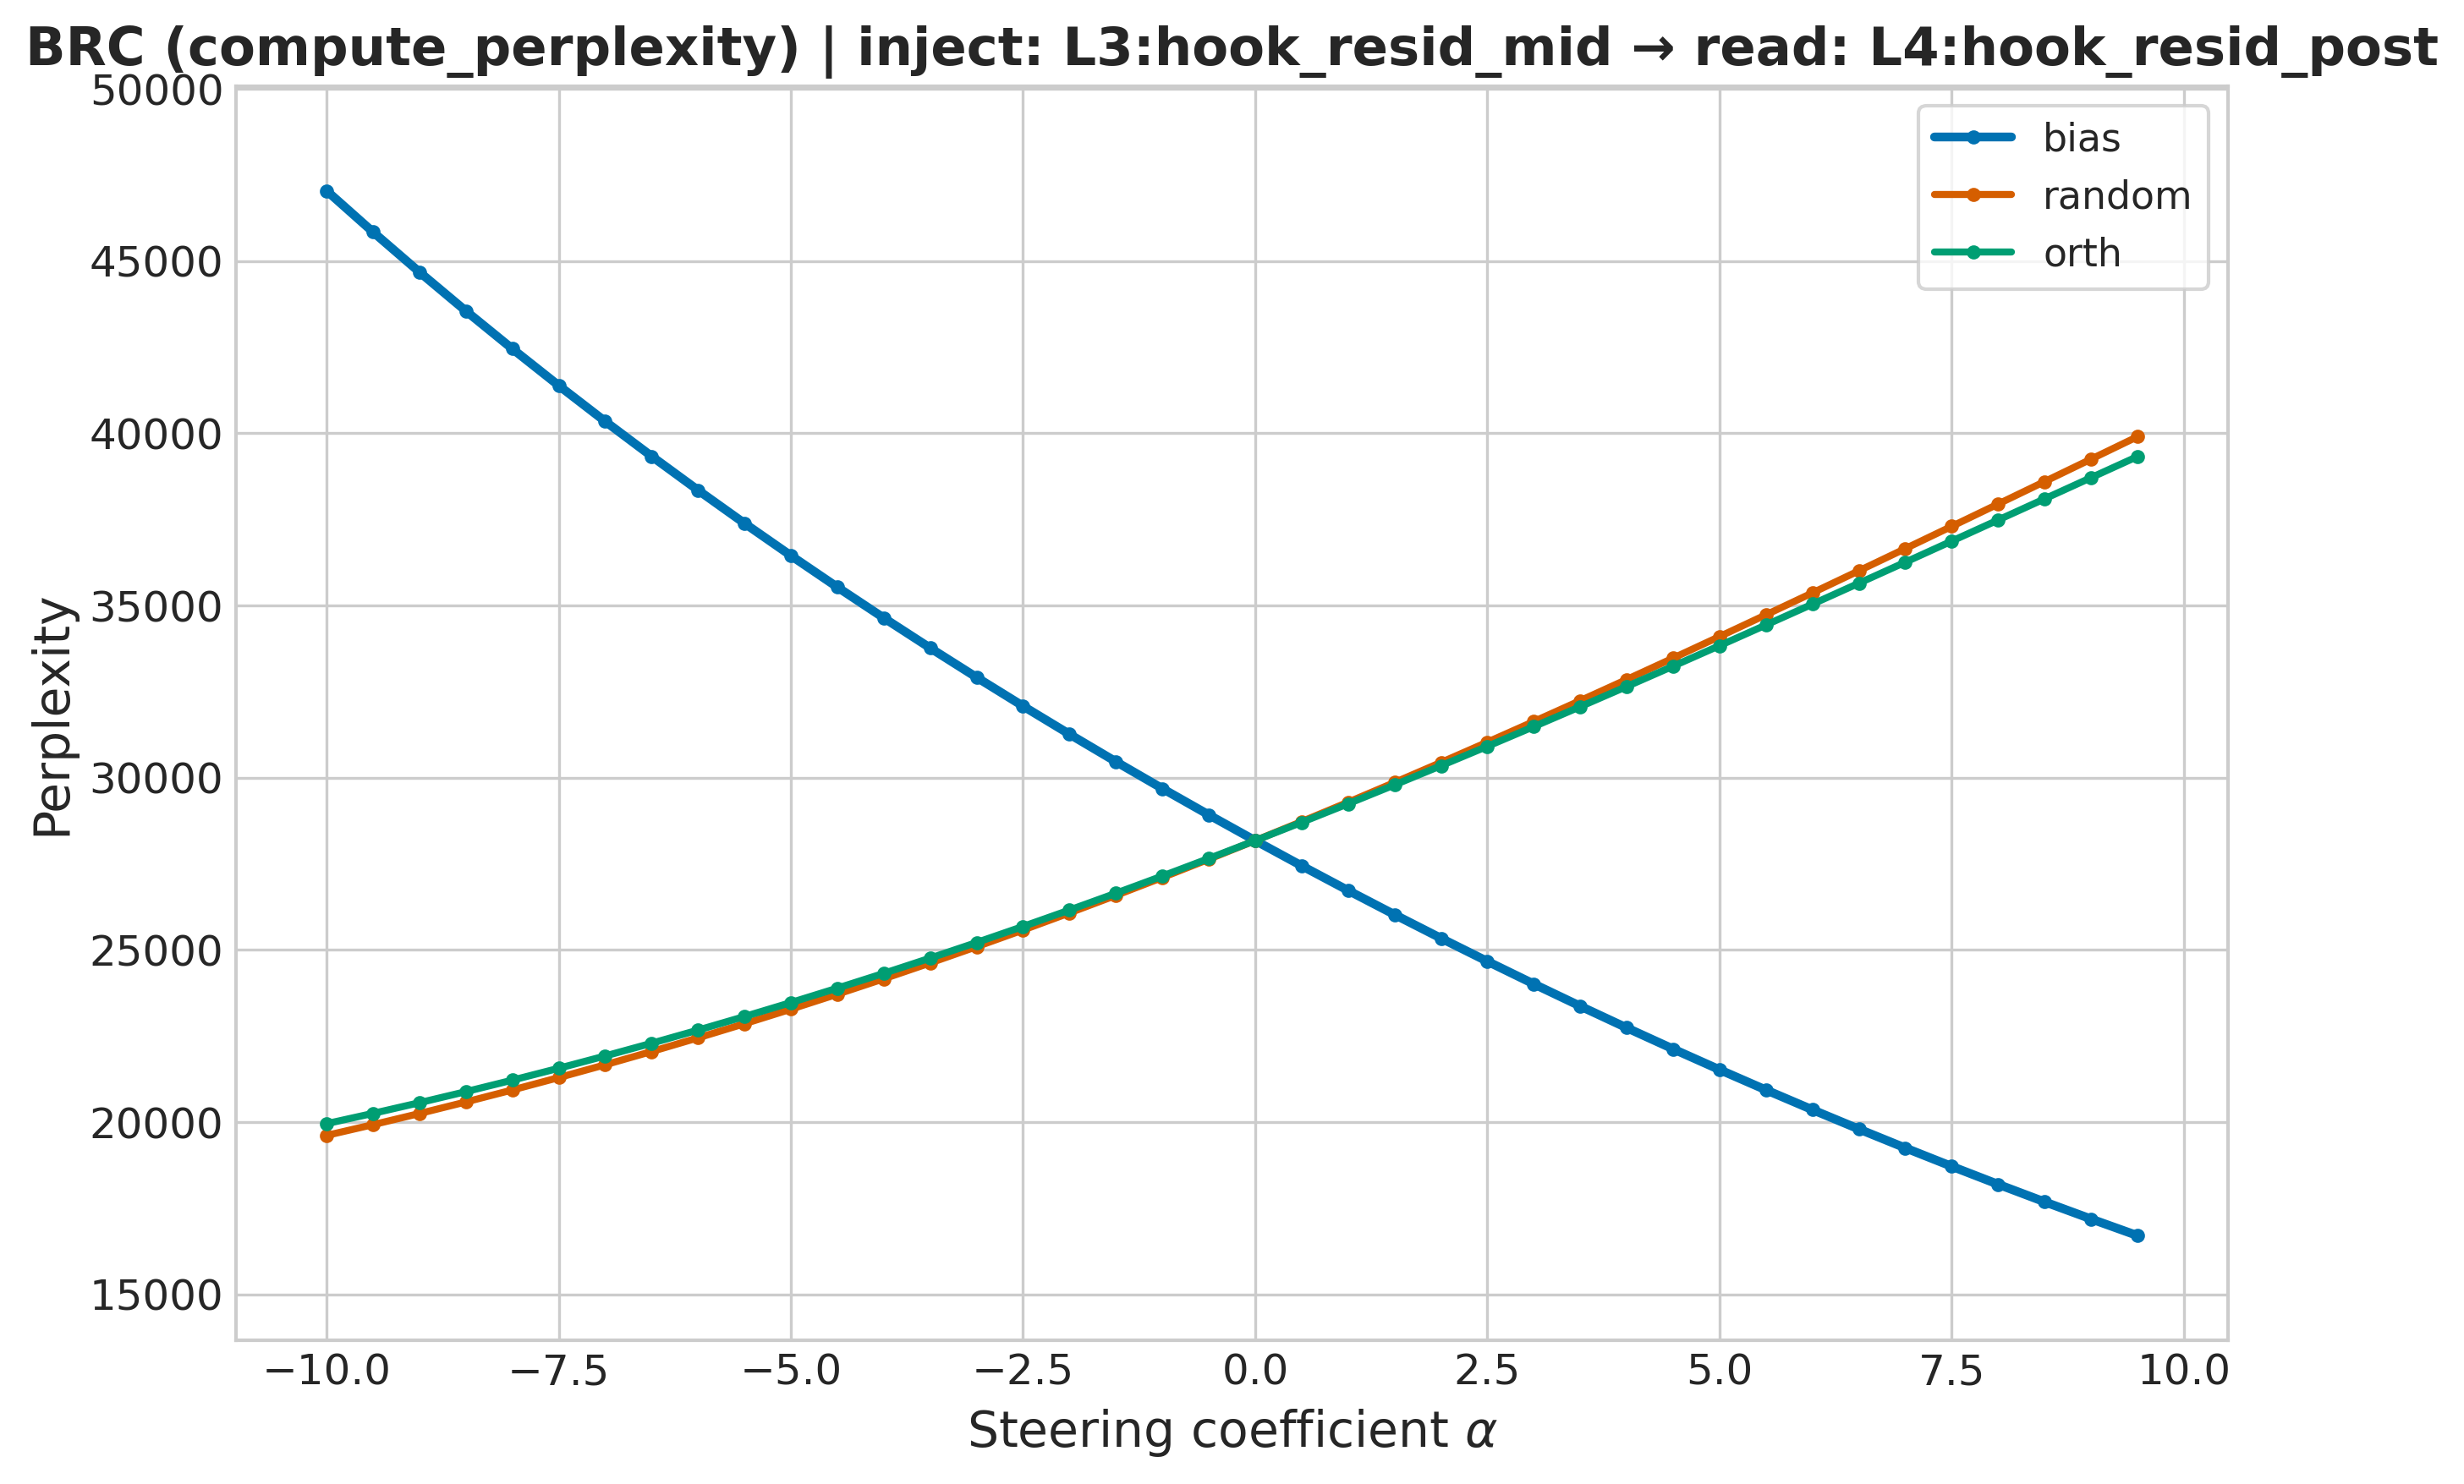 BRC (compute_perplexity) | inject: L3:hook_resid_mid → read: L4:hook_resid_post
50000
45000
40000
35000
30000
25000
20000
15000
Perplexity
bias
random
orth
−10.0
−7.5
−5.0
−2.5
0.0
2.5
5.0
7.5
10.0
Steering coefficient α